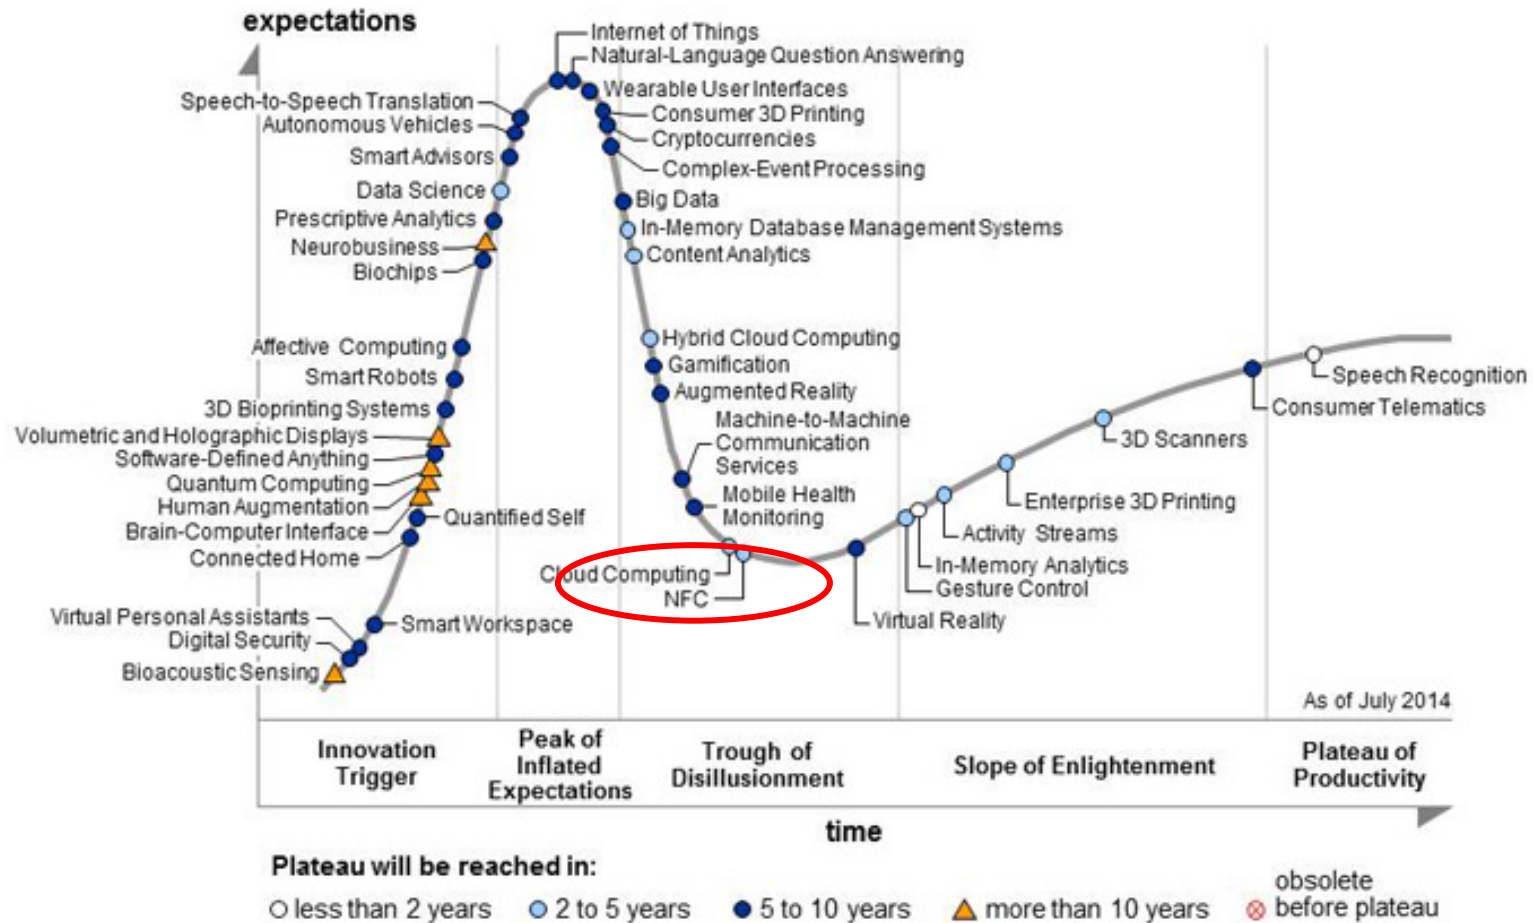 expectations
Internet of Things
Natural-Language Question Answering
Wearable User Interfaces
Consumer 3D Printing
Cryptocurrencies
Complex-Event Processing
Speech-to-Speech Translation
Autonomous Vehicles
Smart Advisors
Data Science
Prescriptive Analytics
Neurobusiness
Biochips
Big Data
In-Memory Database Management Systems
Content Analytics
Affective Computing
Smart Robots
3D Bioprinting Systems
Volumetric and Holographic Displays
Software-Defined Anything
Quantum Computing
Human Augmentation
Brain-Computer Interface
Connected Home
Quantified Self
Hybrid Cloud Computing
Gamification
Augmented Reality
Machine-to-Machine
Communication
Services
Mobile Health
Monitoring
Cloud Computing
NFC
Virtual Personal Assistants
Digital Security
Bioacoustic Sensing
Smart Workspace
Speech Recognition
Consumer Telematics
3D Scanners
Enterprise 3D Printing
Activity Streams
In-Memory Analytics
Gesture Control
Virtual Reality
As of July 2014
Innovation
Trigger
Peak of
Inflated
Expectations
Trough of
Disillusionment
Slope of Enlightenment
Plateau of
Productivity
time
Plateau will be reached in:
less than 2 years
2 to 5 years
5 to 10 years
more than 10 years
obsolete
before plateau